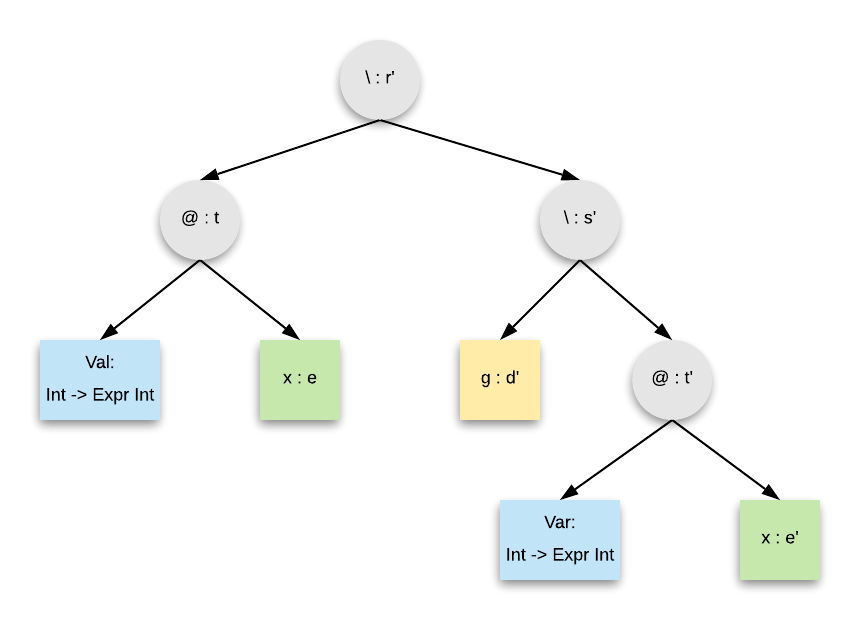 \ : r'
@ : t
\ : s'
Val:
Int -> Expr Int
x : e
g : d'
@ : t'
Var:
Int -> Expr Int
x : e'